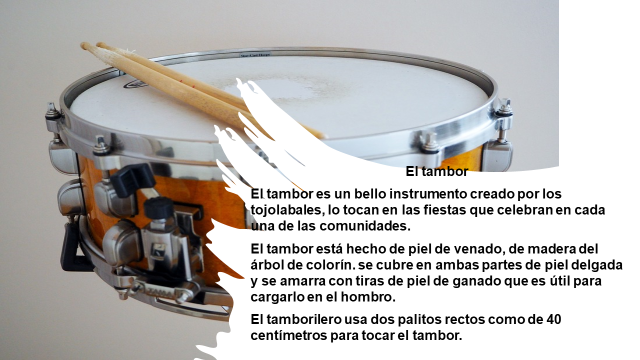 El tambor
El tambor es un bello instrumento creado por los
tojolabales, lo tocan en las fiestas que celebran en cada
una de las comunidades.
El tambor está hecho de piel de venado, de madera del
árbol de colorín. se cubre en ambas partes de piel delgada
y se amarra con tiras de piel de ganado que es útil para
cargarlo en el hombro.
El tamborilero usa dos palitos rectos como de 40
centímetros para tocar el tambor.